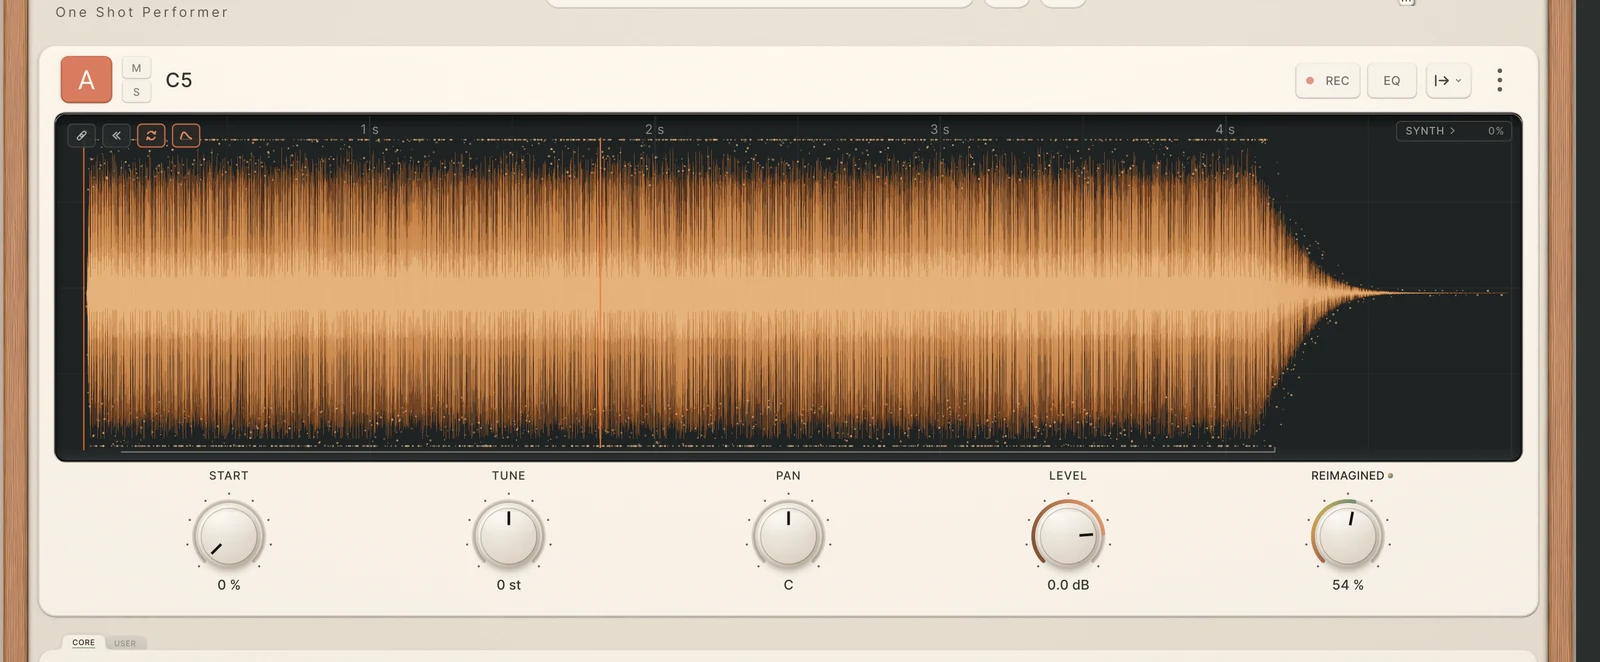 One Shot Performer
A
M
S
C5
REC
EQ
1 s
2 s
3 s
4 s
SYNTH > 0%
START
TUNE
PAN
LEVEL
REIMAGINED
0 %
0 st
C
0.0 dB
54 %
CORE
USER